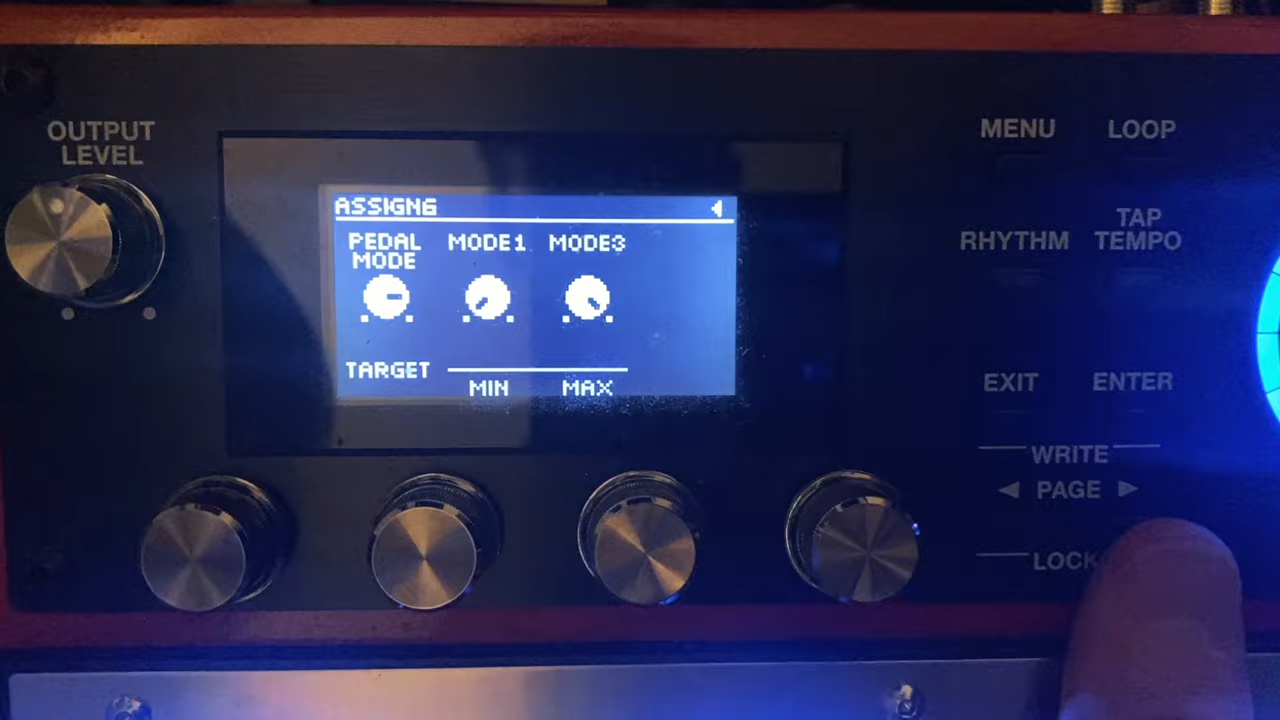 OUTPUT
LEVEL
ASSIGN6
PEDAL
MODE
MODE1
MODE3
TARGET
MIN
MAX
MENU
LOOP
RHYTHM
TAP
TEMPO
EXIT
ENTER
WRITE
PAGE
LOCK